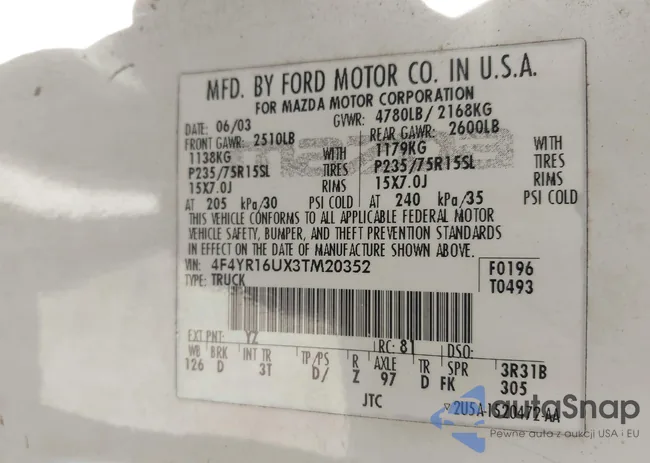 MFD. BY FORD MOTOR CO. IN U.S.A.
FOR MAZDA MOTOR CORPORATION
DATE: 06/03 GVWR: 4780LB/ 2168KG
FRONT GAWR: 2510LB REAR GAWR: 2600LB
1138KG WITH 1179KG WITH
P235/75R15SL TIRES P235/75R15SL TIRES
15X7.0J RIMS 15X7.0J RIMS
AT 205 kPa/30 PSI COLD AT 240 kPa/35 PSI COLD
THIS VEHICLE CONFORMS TO ALL APPLICABLE FEDERAL MOTOR
VEHICLE SAFETY, BUMPER, AND THEFT PREVENTION STANDARDS
IN EFFECT ON THE DATE OF MANUFACTURE SHOWN ABOVE.
VIN: 4F4YR16UX3TM20352 F0196
TYPE: TRUCK T0493
EXT PNT: YZ RC: 81 DSO:
WB BRK INT TR TP/PS R AXLE TR SPR 3R31B
126 D 3T D/ Z 97 D FK 305
JTC 2U5A-1520472-AA
autoSnap
Pewne auto z aukcji USA i EU